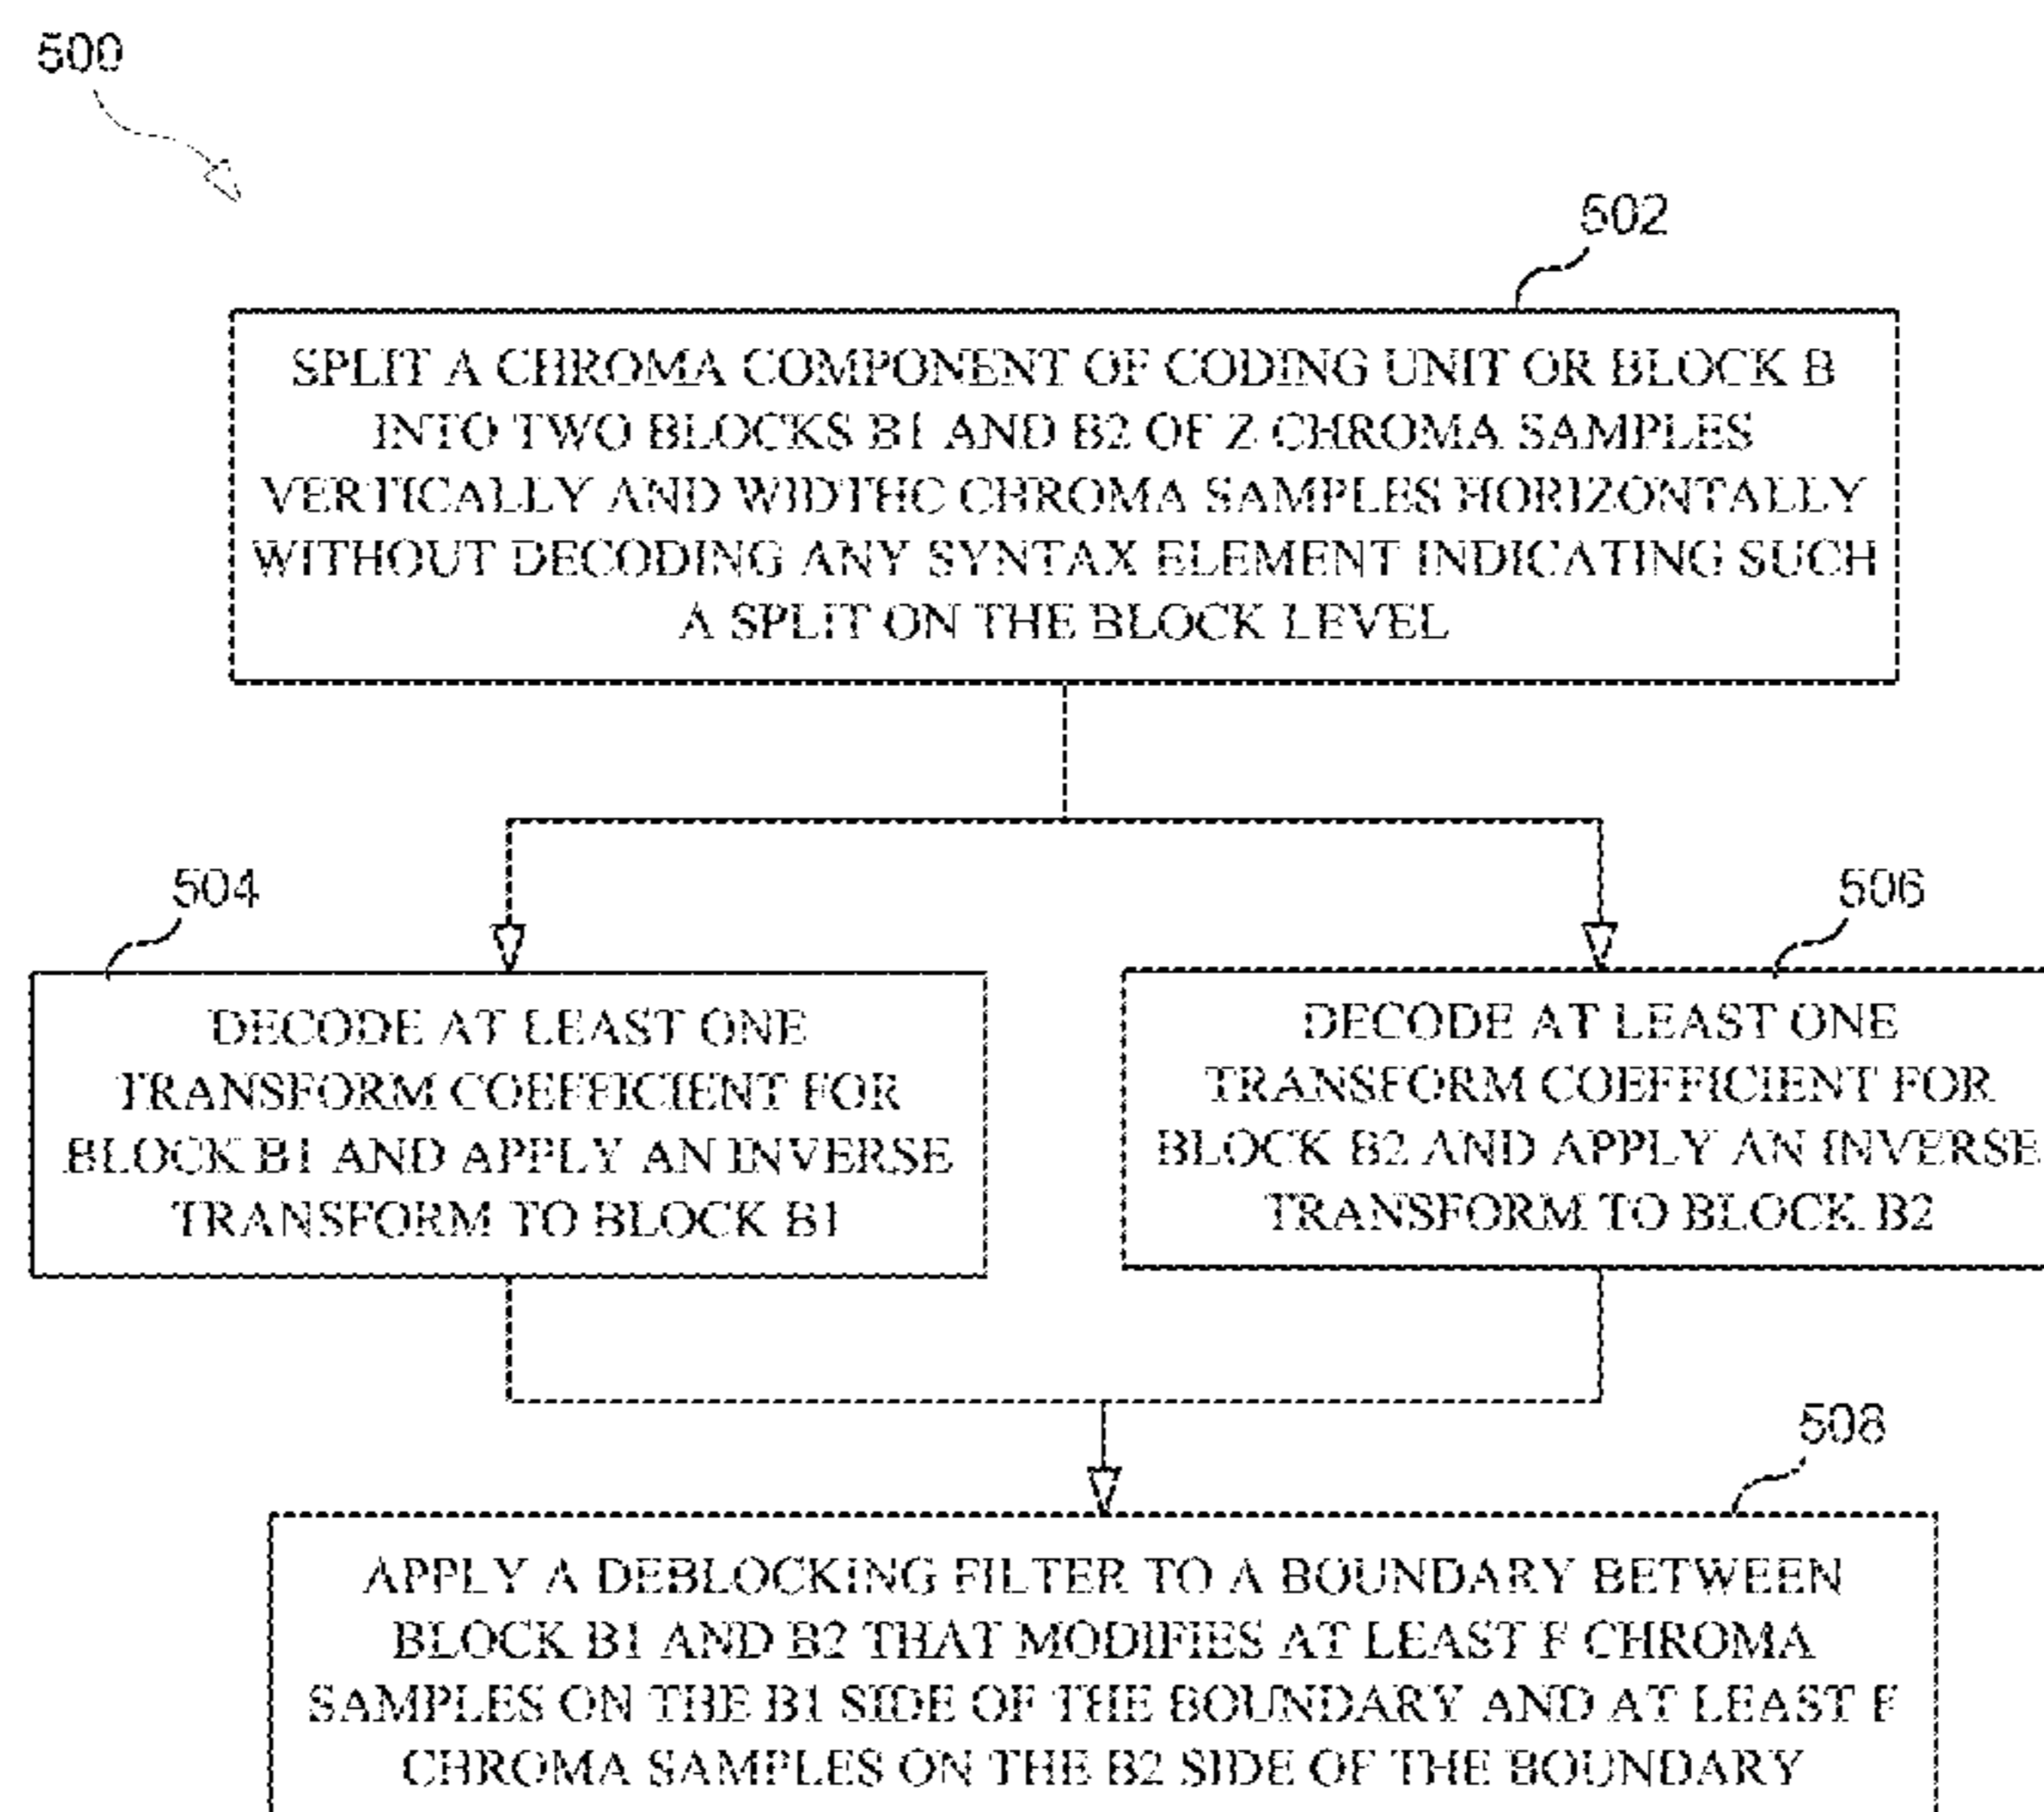 500
502
SPLIT A CHROMA COMPONENT OF CODING UNIT OR BLOCK B
INTO TWO BLOCKS B1 AND B2 OF Z CHROMA SAMPLES
VERTICALLY AND WIDTHC CHROMA SAMPLES HORIZONTALLY
WITHOUT DECODING ANY SYNTAX ELEMENT INDICATING SUCH
A SPLIT ON THE BLOCK LEVEL
504
DECODE AT LEAST ONE
TRANSFORM COEFFICIENT FOR
BLOCK B1 AND APPLY AN INVERSE
TRANSFORM TO BLOCK B1
506
DECODE AT LEAST ONE
TRANSFORM COEFFICIENT FOR
BLOCK B2 AND APPLY AN INVERSE
TRANSFORM TO BLOCK B2
508
APPLY A DEBLOCKING FILTER TO A BOUNDARY BETWEEN
BLOCK B1 AND B2 THAT MODIFIES AT LEAST F CHROMA
SAMPLES ON THE B1 SIDE OF THE BOUNDARY AND AT LEAST F
CHROMA SAMPLES ON THE B2 SIDE OF THE BOUNDARY